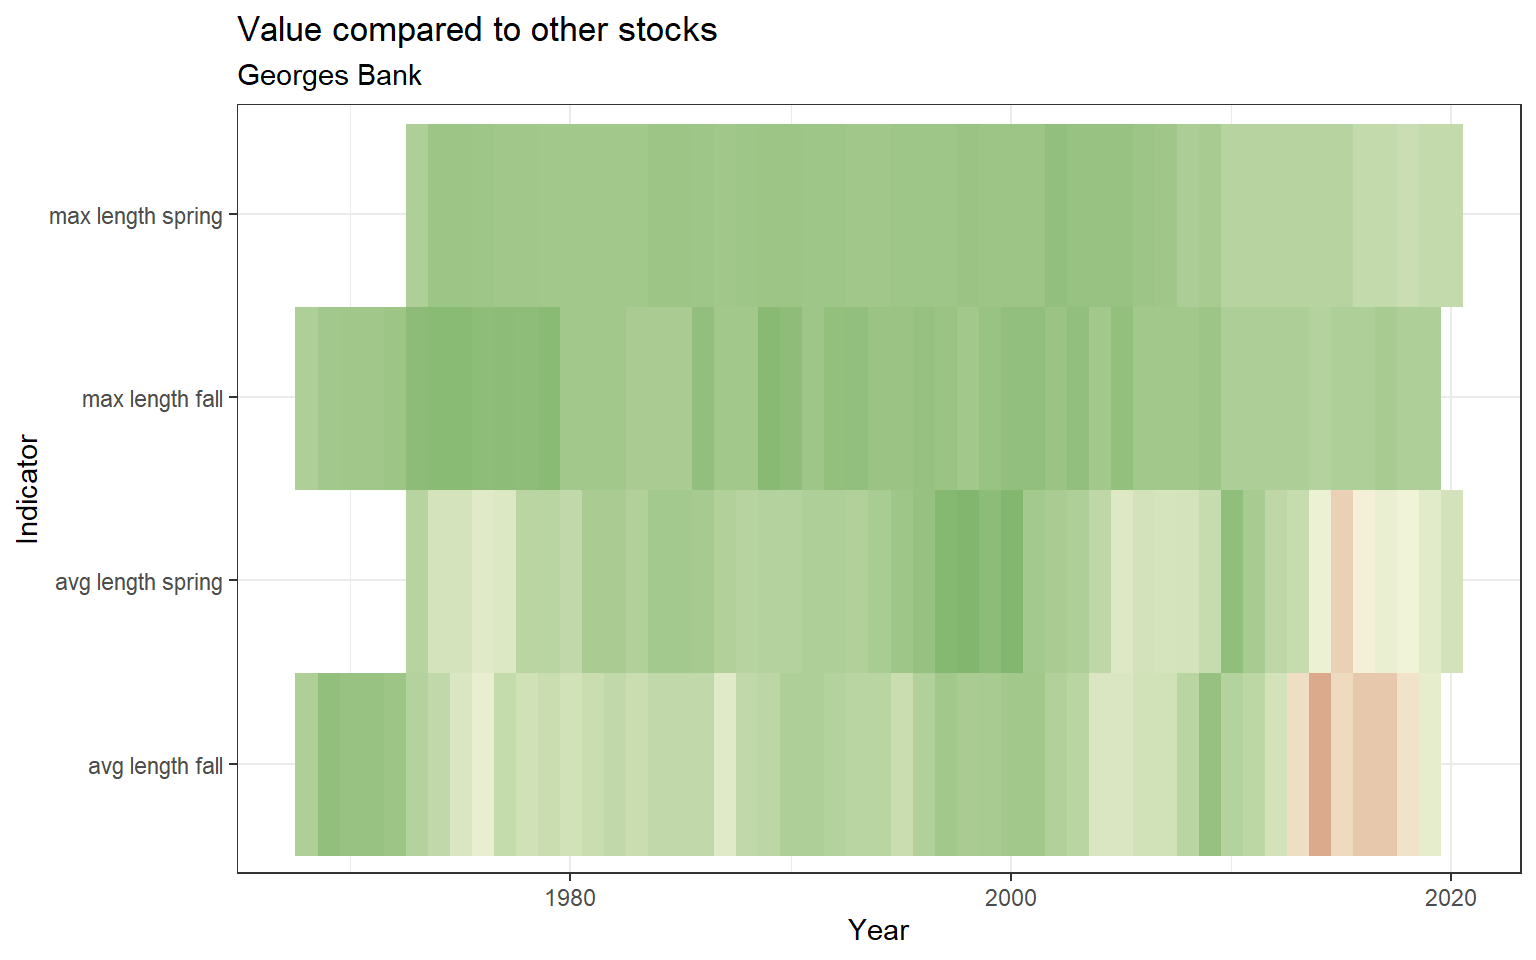 Value compared to other stocks
Georges Bank
max length spring
max length fall
avg length spring
avg length fall
Indicator
1980
2000
2020
Year